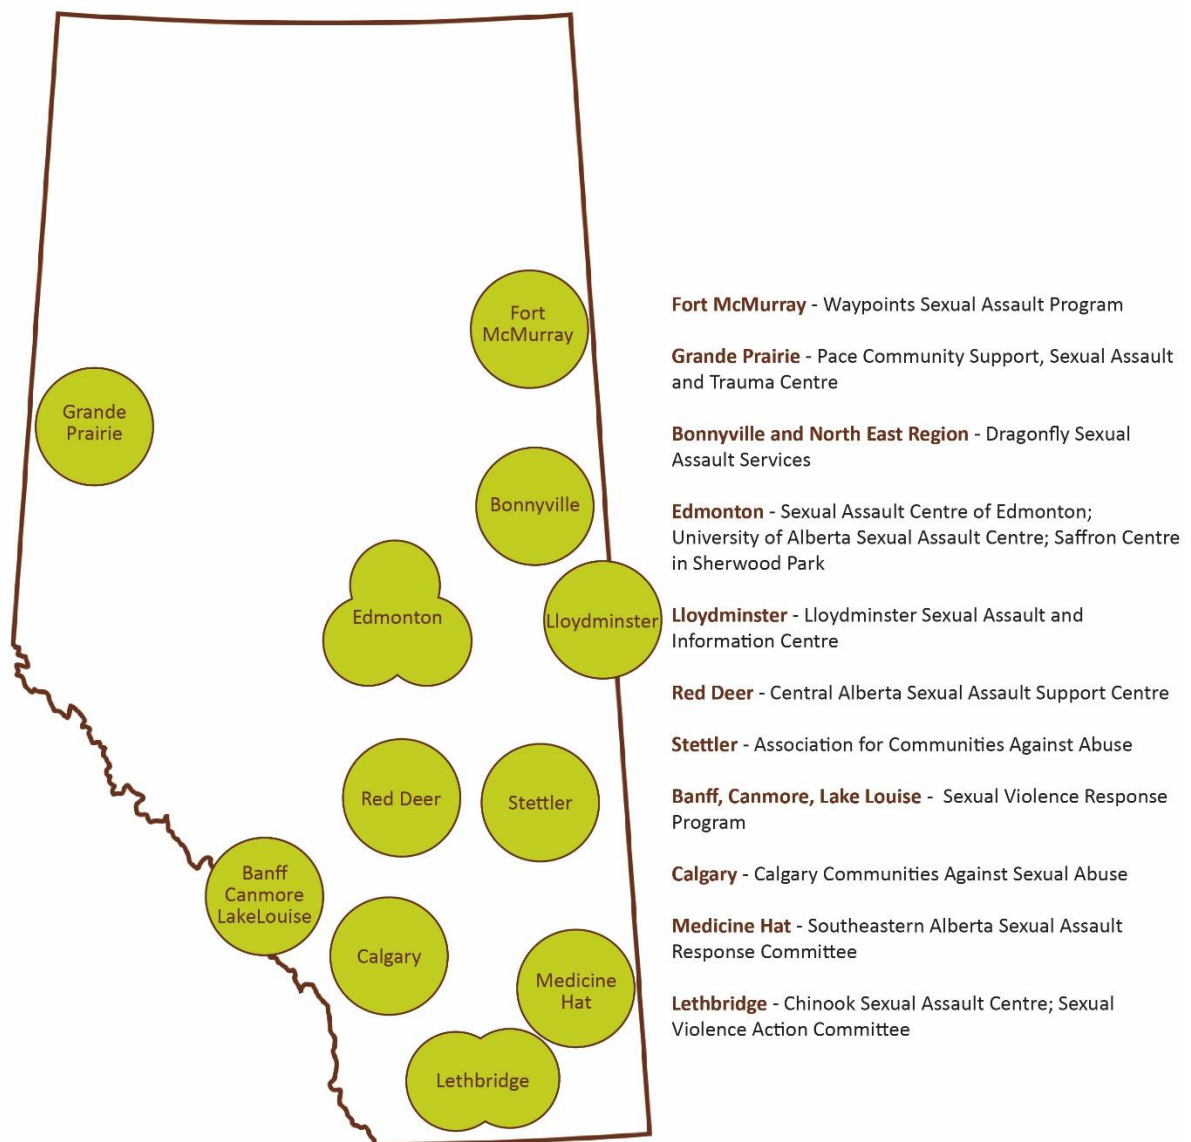 Fort
McMurray
Grande
Prairie
Bonnyville
Edmonton
Lloydminster
Red Deer
Stettler
Banff
Canmore
LakeLouise
Calgary
Medicine
Hat
Lethbridge
Fort McMurray - Waypoints Sexual Assault Program
Grande Prairie - Pace Community Support, Sexual Assault
and Trauma Centre
Bonnyville and North East Region - Dragonfly Sexual
Assault Services
Edmonton - Sexual Assault Centre of Edmonton;
University of Alberta Sexual Assault Centre; Saffron Centre
in Sherwood Park
Lloydminster - Lloydminster Sexual Assault and
Information Centre
Red Deer - Central Alberta Sexual Assault Support Centre
Stettler - Association for Communities Against Abuse
Banff, Canmore, Lake Louise - Sexual Violence Response
Program
Calgary - Calgary Communities Against Sexual Abuse
Medicine Hat - Southeastern Alberta Sexual Assault
Response Committee
Lethbridge - Chinook Sexual Assault Centre; Sexual
Violence Action Committee